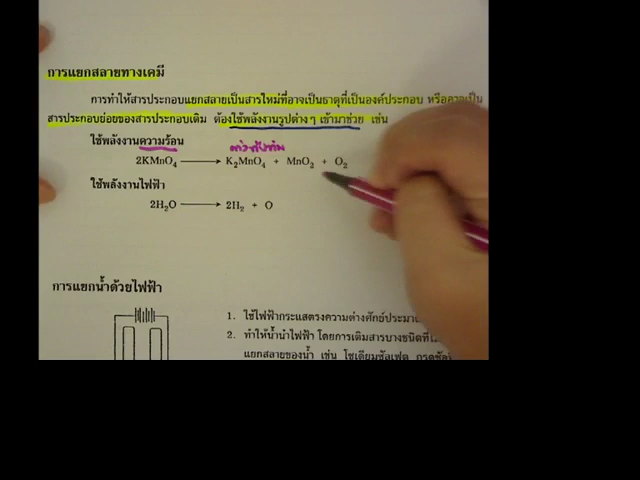 การแยกสลายทางเคมี
การทำให้สารประกอบแยกสลายเป็นสารใหม่ที่อาจเป็นธาตุที่เป็นองค์ประกอบ หรืออาจเป็น
สารประกอบย่อยของสารประกอบเดิม ต้องใช้พลังงานรูปต่างๆ เข้ามาช่วย เช่น
ใช้พลังงานความร้อน
2KMnO₄ ⟶ K₂MnO₄ + MnO₂ + O₂
ใช้พลังงานไฟฟ้า
2H₂O ⟶ 2H₂ + O
การแยกน้ำด้วยไฟฟ้า
1. ใช้ไฟฟ้ากระแสตรงความต่างศักย์ประมาณ
2. ทำให้น้ำนำไฟฟ้า โดยการเติมสารบางชนิดที่
แยกสลายของน้ำ เช่น โซเดียมซัลเฟต